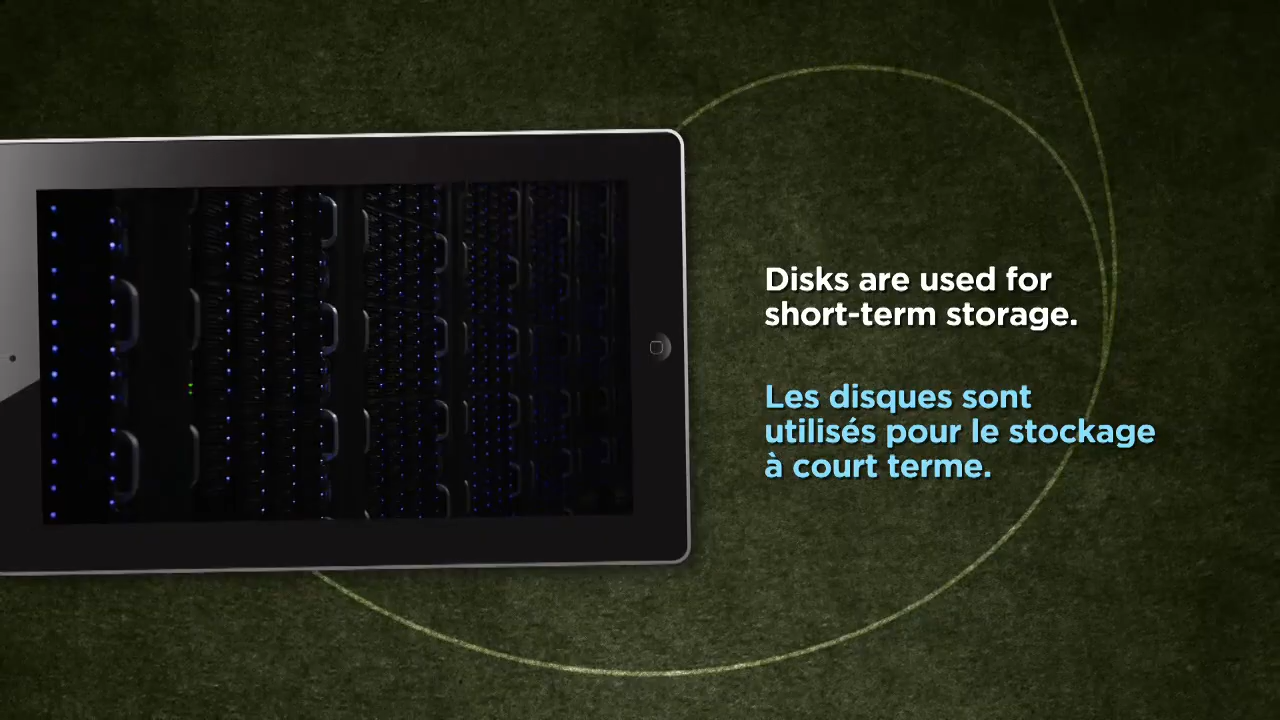 Disks are used for
short-term storage.
Les disques sont
utilisés pour le stockage
à court terme.